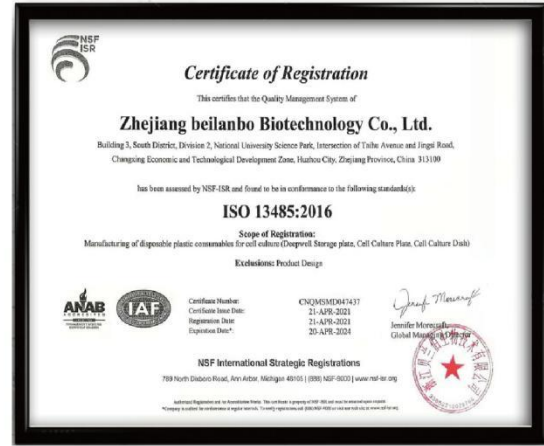 NSF
ISR
Certificate of Registration
This certifies that the Quality Management System of
Zhejiang beilanbo Biotechnology Co., Ltd.
Building 3, South District, Division 2, National University Science Park, Intersection of Taihu Avenue and Jingsi Road,
Changxing Economic and Technological Development Zone, Huzhou City, Zhejiang Province, China 313100
has been assessed by NSF-ISR and found to be in conformance to the following standard(s):
ISO 13485:2016
Scope of Registration:
Manufacturing of disposable plastic consumables for cell culture (Deepwell Storage plate, Cell Culture Plate, Cell Culture Dish)
Exclusions: Product Design
ANAB
ACCREDITED
IAF
Certificate Number: CNQMSMD047437
Certificate Issue Date: 21-APR-2021
Registration Date: 21-APR-2021
Expiration Date*: 20-APR-2024
Jennifer Morecraft
Global Managing Director
NSF International Strategic Registrations
789 North Dixboro Road, Ann Arbor, Michigan 48105 | (888) NSF-9000 | www.nsf-isr.org